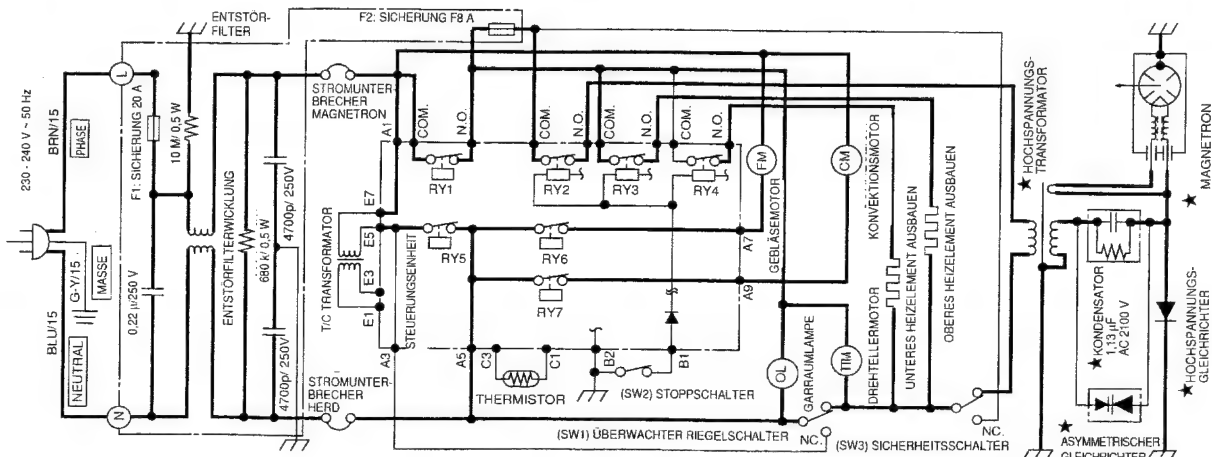 ENTSTÖR-
FILTER
F2: SICHERUNG F8 A
230 - 240 V ~ 50 Hz
BRN/15
PHASE
L
F1: SICHERUNG 20 A
10 M/ 0,5 W
STROMUNTER-
BRECHER
MAGNETRON
A1
COM.
N.O.
COM.
N.O.
COM.
N.O.
COM.
N.O.
RY1
RY2
RY3
RY4
FM
CM
GEBLÄSEMOTOR
KONVEKTIONSMOTOR
UNTERES HEIZELEMENT AUSBAUEN
OBERES HEIZELEMENT AUSBAUEN
★ HOCHSPANNUNGS-
TRANSFORMATOR
★ MAGNETRON
G-Y/15
MASSE
BLU/15
NEUTRAL
N
0,22 µ/250 V
ENTSTÖRFILTERWICKLUNG
680 k/ 0,5 W
4700p/ 250V
4700p/ 250V
T/C TRANSFORMATOR
E7
E5
E3
E1
STEUERUNGSEINHEIT
RY5
RY6
RY7
A7
A9
A3
A5
C3
C1
B2
B1
THERMISTOR
(SW2) STOPPSCHALTER
STROMUNTER-
BRECHER
HERD
OL
GARRAUMLAMPE
TTM
DREHTELLERMOTOR
(SW1) ÜBERWACHTER RIEGELSCHALTER
NC.
(SW3) SICHERHEITSSCHALTER
NC.
★ KONDENSATOR
1,13 µF
AC 2100 V
★ HOCHSPANNUNGS-
GLEICHRICHTER
★
ASYMMETRISCHER
GLEICHRICHTER